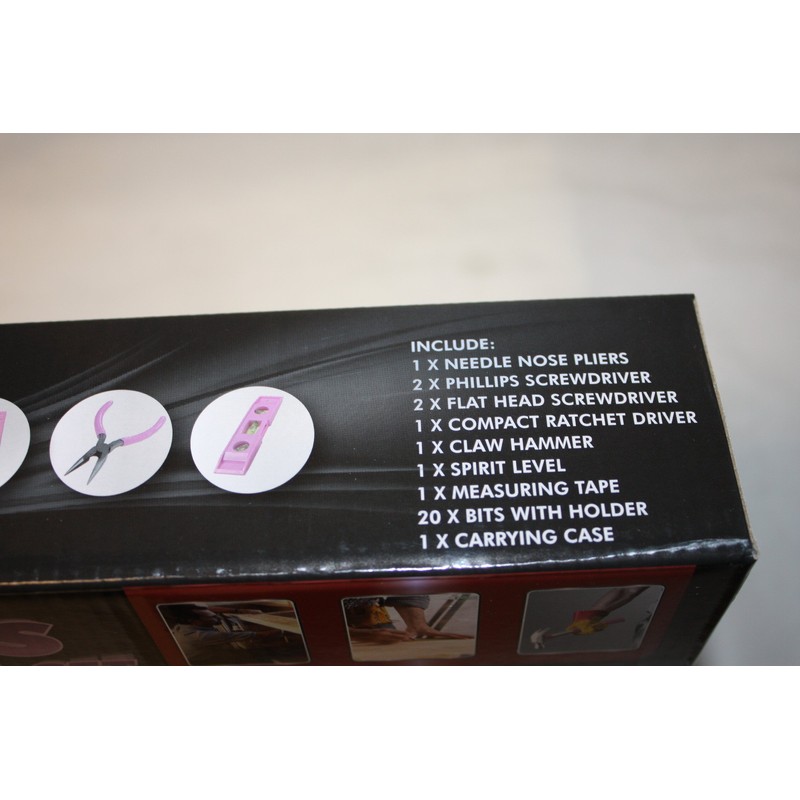 INCLUDE:
1 X NEEDLE NOSE PLIERS
2 X PHILLIPS SCREWDRIVER
2 X FLAT HEAD SCREWDRIVER
1 X COMPACT RATCHET DRIVER
1 X CLAW HAMMER
1 X SPIRIT LEVEL
1 X MEASURING TAPE
20 X BITS WITH HOLDER
1 X CARRYING CASE